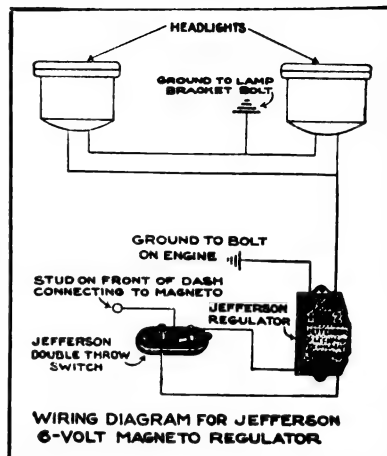 HEADLIGHTS
GROUND TO LAMP
BRACKET BOLT
GROUND TO BOLT
ON ENGINE
STUD ON FRONT OF DASH
CONNECTING TO MAGNETO
JEFFERSON
REGULATOR
JEFFERSON
DOUBLE THROW
SWITCH
WIRING DIAGRAM FOR JEFFERSON
6-VOLT MAGNETO REGULATOR